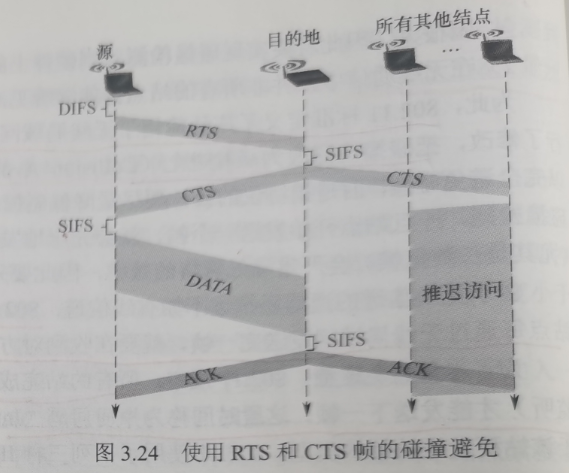 源
目的地
所有其他结点
...
DIFS
RTS
SIFS
CTS
CTS
SIFS
DATA
推迟访问
SIFS
ACK
ACK
图 3.24 使用 RTS 和 CTS 帧的碰撞避免